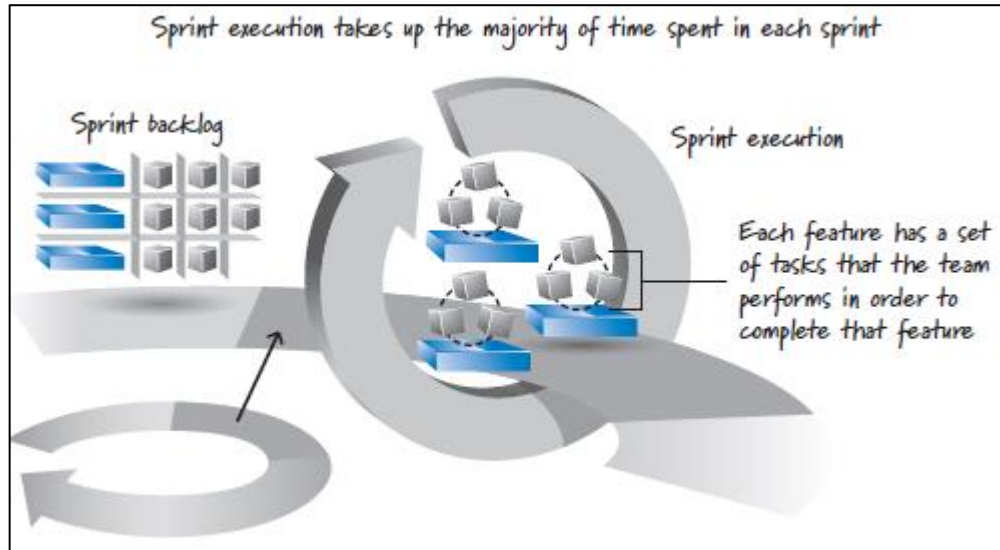 Sprint execution takes up the majority of time spent in each sprint
Sprint backlog
Sprint execution
Each feature has a set
of tasks that the team
performs in order to
complete that feature